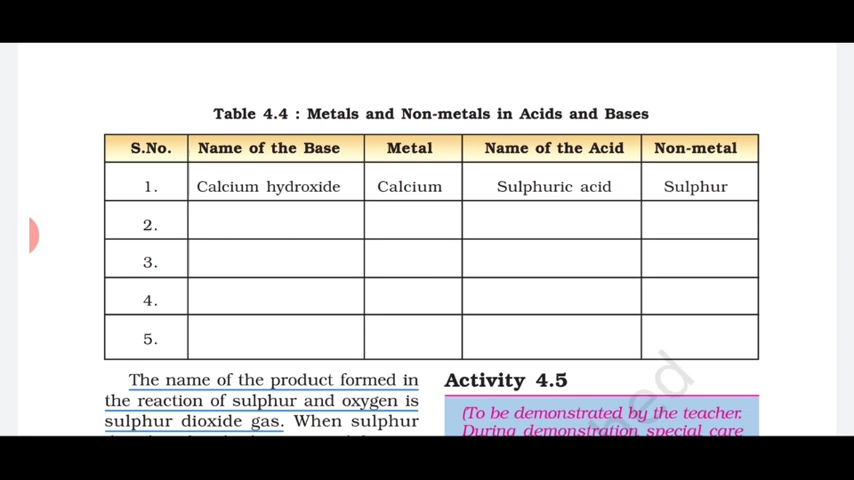 Table 4.4 : Metals and Non-metals in Acids and Bases
S.No. Name of the Base Metal Name of the Acid Non-metal
1. Calcium hydroxide Calcium Sulphuric acid Sulphur
2.
3.
4.
5.
The name of the product formed in
the reaction of sulphur and oxygen is
sulphur dioxide gas. When sulphur
Activity 4.5
(To be demonstrated by the teacher.
During demonstration special care